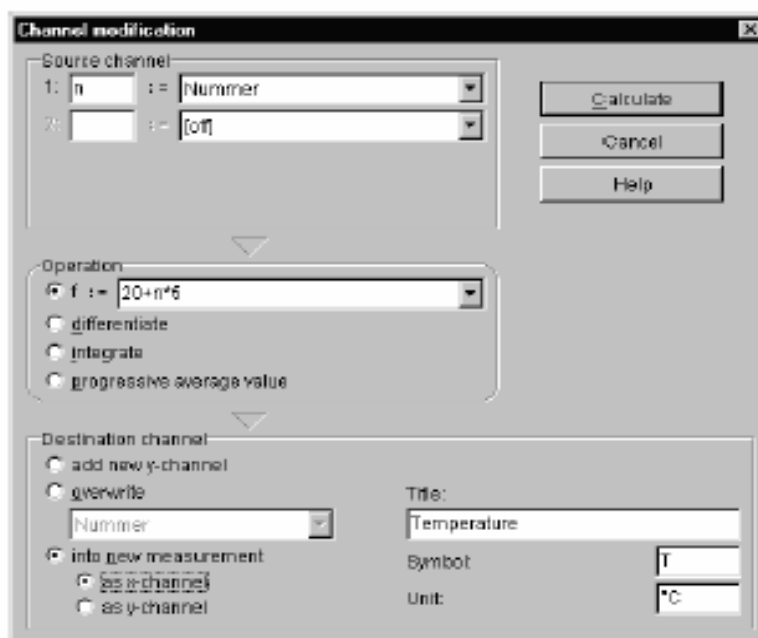 Channel modification
Source channel
1: n := Nummer
2: := [off]
Calculate
Cancel
Help
Operation
f := 20+n*6
differentiate
integrate
progressive average value
Destination channel
add new y-channel
overwrite
Nummer
into new measurement
as x-channel
as y-channel
Title:
Temperature
Symbol: T
Unit: °C